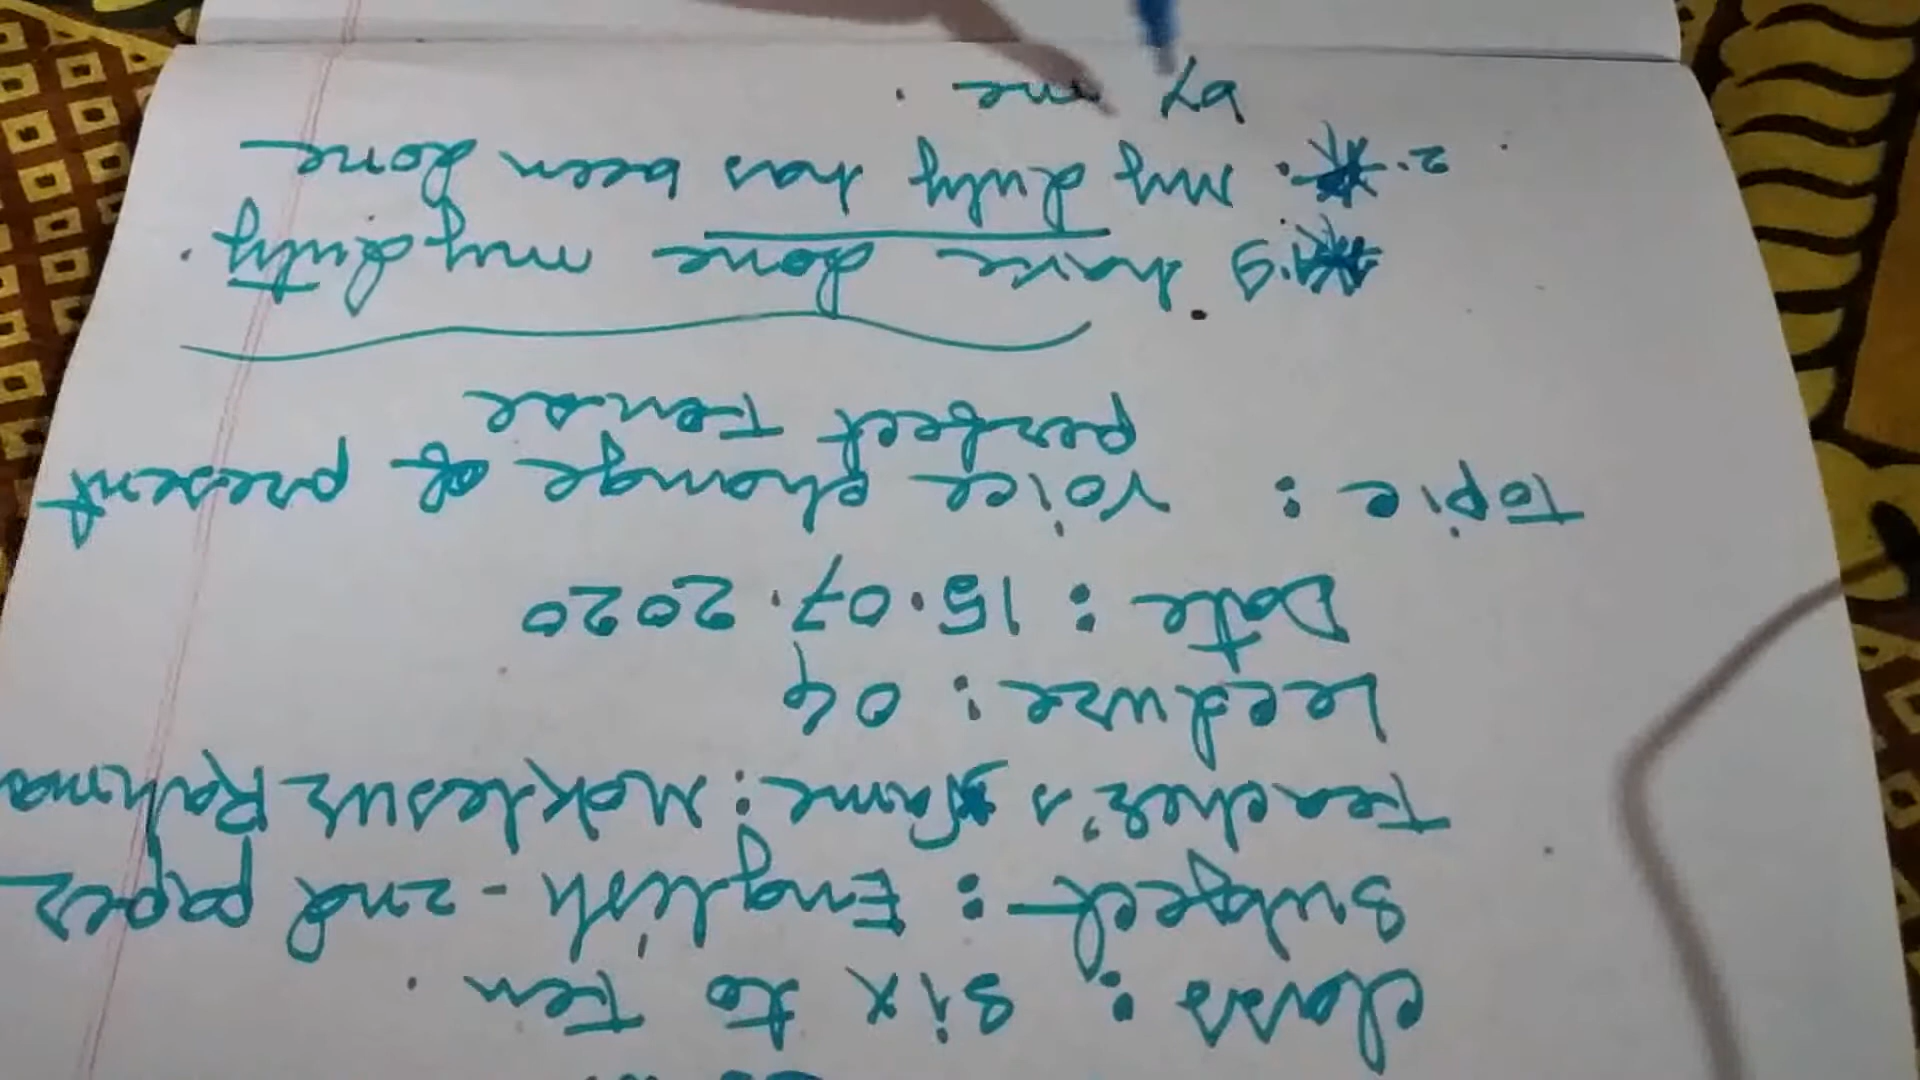 Class: Six to Ten.
Subject: English - 2nd paper
Teacher's Name: Moklesur Rahma
Lecture: 04
Date: 15.07.2020
Topic: Voice change of present
perfect Tense
1. I have done my duty.
2. My duty has been done
by me.